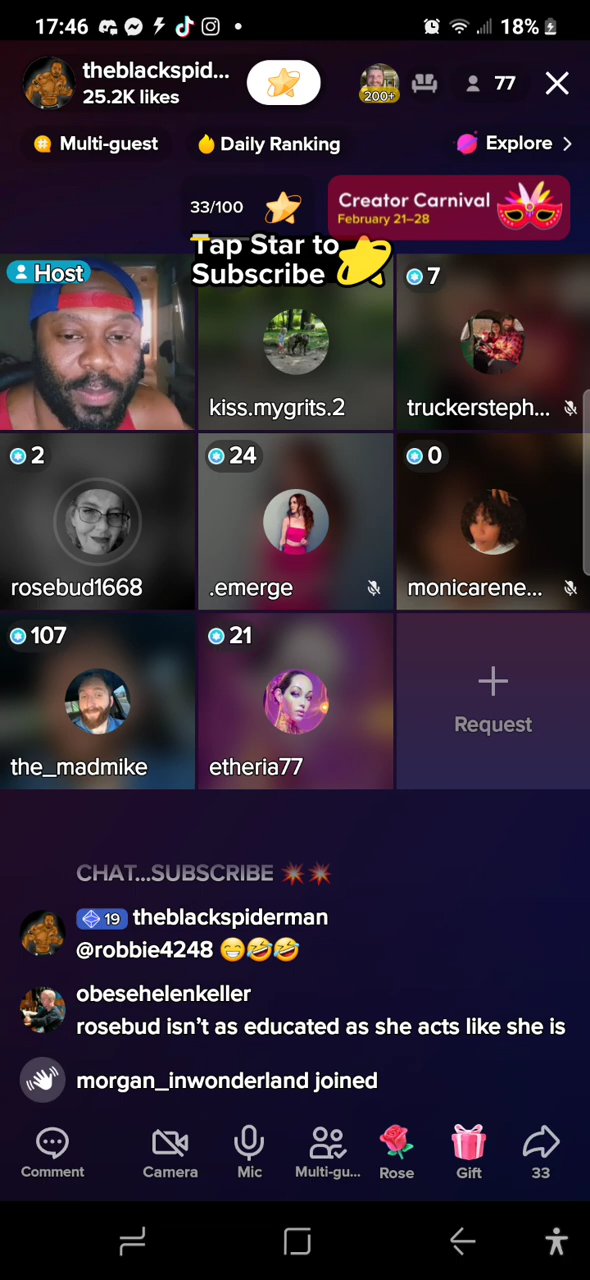 17:46
18%
theblackspid...
25.2K likes
200+
77
Multi-guest
Daily Ranking
Explore >
33/100
Creator Carnival
February 21–28
Tap Star to
Subscribe
Host
7
kiss.mygrits.2
truckersteph...
2
24
0
rosebud1668
.emerge
monicarene...
107
21
+
Request
the_madmike
etheria77
CHAT...SUBSCRIBE 💥💥
19 theblackspiderman
@robbie4248 😁🤣🤣
obesehelenkeller
rosebud isn't as educated as she acts like she is
morgan_inwonderland joined
Comment
Camera
Mic
Multi-gu...
Rose
Gift
33